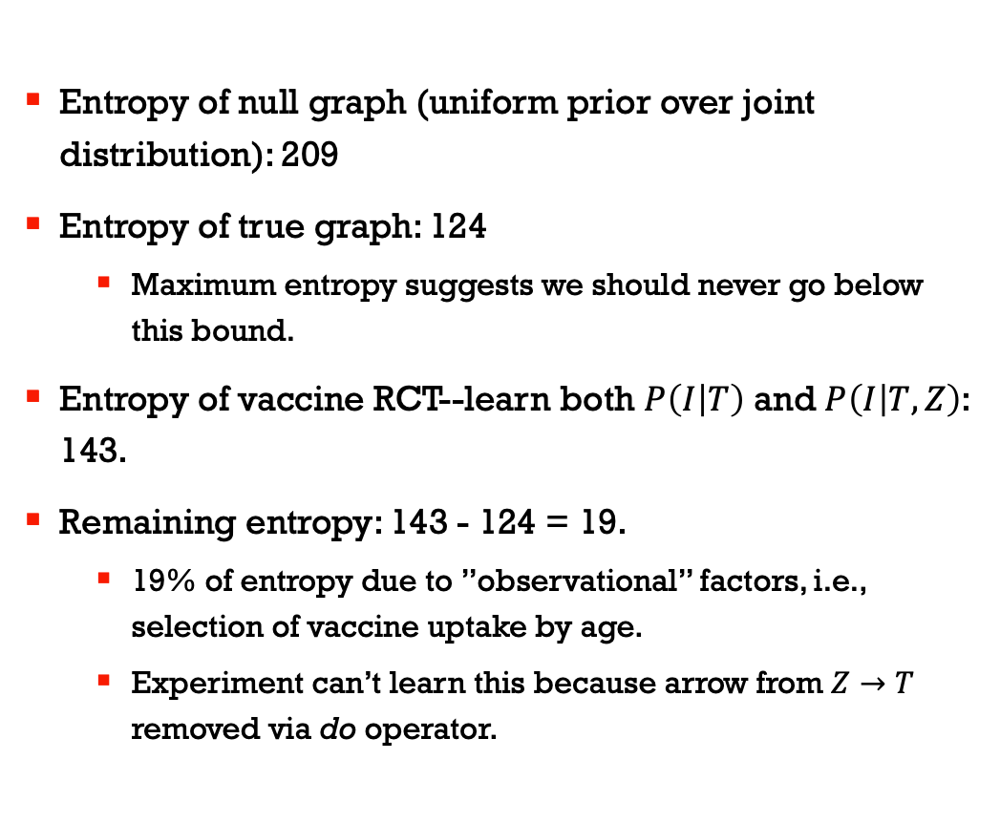 ▪ Entropy of null graph (uniform prior over joint
distribution): 209
▪ Entropy of true graph: 124
▪ Maximum entropy suggests we should never go below
this bound.
▪ Entropy of vaccine RCT--learn both P(I|T) and P(I|T, Z):
143.
▪ Remaining entropy: 143 - 124 = 19.
▪ 19% of entropy due to ”observational” factors, i.e.,
selection of vaccine uptake by age.
▪ Experiment can’t learn this because arrow from Z → T
removed via do operator.